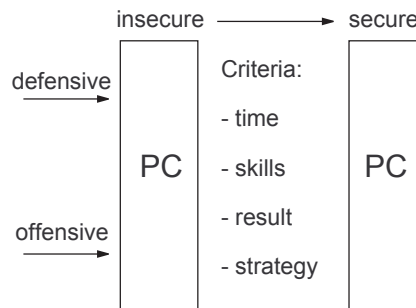 insecure secure
defensive
Criteria:
- time
PC - skills PC
- result
offensive
- strategy